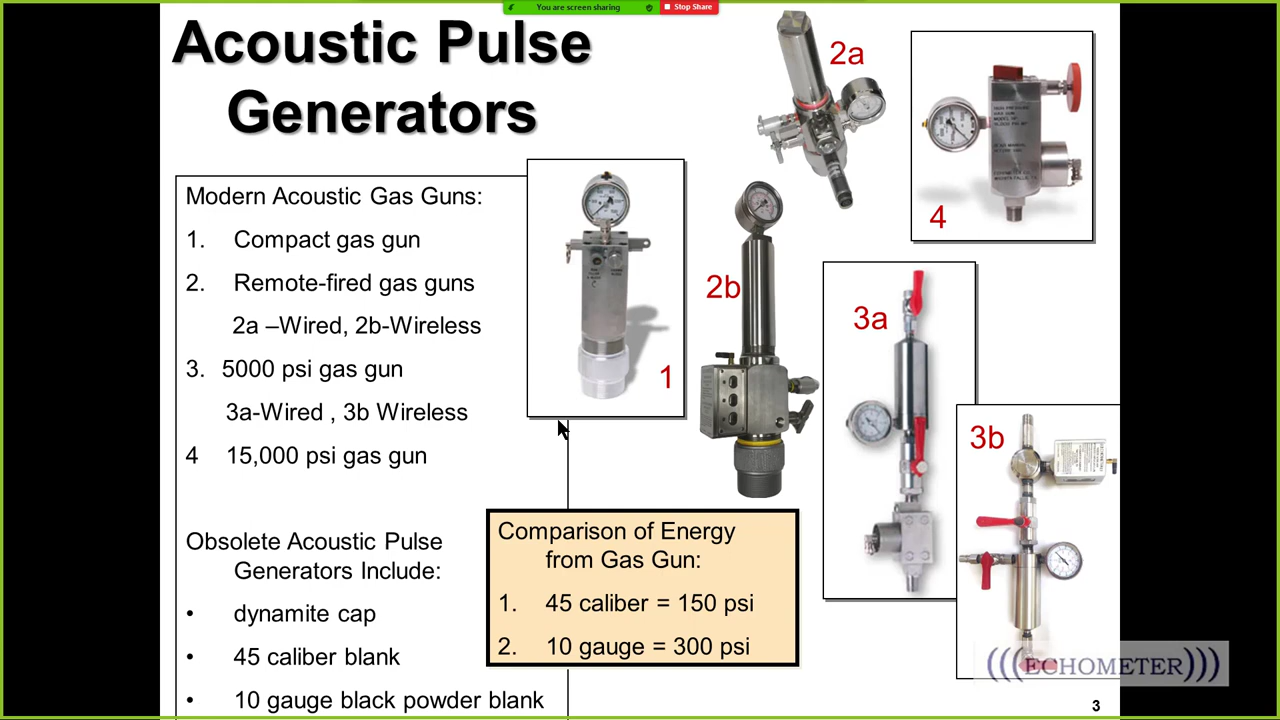 You are screen sharing
Stop Share
Acoustic Pulse
Generators
Modern Acoustic Gas Guns:
1. Compact gas gun
2. Remote-fired gas guns
2a –Wired, 2b-Wireless
3. 5000 psi gas gun
3a-Wired , 3b Wireless
4 15,000 psi gas gun
Obsolete Acoustic Pulse
Generators Include:
• dynamite cap
• 45 caliber blank
• 10 gauge black powder blank
Comparison of Energy
from Gas Gun:
1. 45 caliber = 150 psi
2. 10 gauge = 300 psi
1
2a
2b
3a
3b
4
(((ECHOMETER)))
3